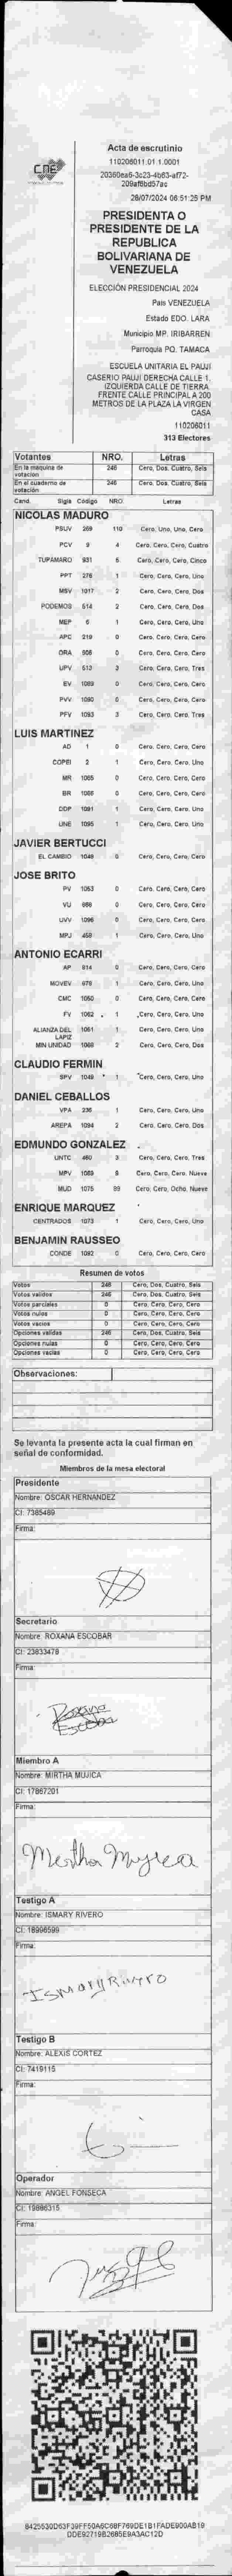 CNE
Acta de escrutinio
110206011.01.1.0001
26/07/2024 06:51:25 PM
PRESIDENTA O
PRESIDENTE DE LA
REPUBLICA
BOLIVARIANA DE
VENEZUELA
ELECCIÓN PRESIDENCIAL 2024
País VENEZUELA
Estado EDO. LARA
Municipio MP. IRIBARREN
Parroquia PQ. TAMACA
ESCUELA UNITARIA EL PAUJI
CASERIO PAUJI DERECHA CALLE 1.
IZQUIERDA CALLE DE TIERRA
FRENTE CALLE PRINCIPAL A 200
METROS DE LA PLAZA LA VIRGEN
CASA
110206011
313 Electores
Votantes NRO. Letras
En la máquina de votación 246 Cero, Dos, Cuatro, Seis
En el cuaderno de votación 246 Cero, Dos, Cuatro, Seis
Cand. Sigla Código NRO Letras
NICOLAS MADURO
PSUV 269 110 Cero, Uno, Uno, Cero
PCV 9 4 Cero, Cero, Cero, Cuatro
TUPAMARO 931 5 Cero, Cero, Cero, Cinco
PPT 276 1 Cero, Cero, Cero, Uno
MSV 1017 2 Cero, Cero, Cero, Dos
PODEMOS 514 2 Cero, Cero, Cero, Dos
MEP 6 1 Cero, Cero, Cero, Uno
APC 219 0 Cero, Cero, Cero, Cero
ORA 906 0 Cero, Cero, Cero, Cero
UPV 513 3 Cero, Cero, Cero, Tres
EV 1089 0 Cero, Cero, Cero, Cero
PVV 1090 0 Cero, Cero, Cero, Cero
PFV 1093 3 Cero, Cero, Cero, Tres
LUIS MARTINEZ
AD 1 0 Cero, Cero, Cero, Cero
COPEI 2 1 Cero, Cero, Cero, Uno
MR 1065 0 Cero, Cero, Cero, Cero
BR 1066 0 Cero, Cero, Cero, Cero
DDP 1091 1 Cero, Cero, Cero, Uno
UNE 1095 1 Cero, Cero, Cero, Uno
JAVIER BERTUCCI
EL CAMBIO 1049 0 Cero, Cero, Cero, Cero
JOSE BRITO
PV 1053 0 Cero, Cero, Cero, Cero
VU 868 0 Cero, Cero, Cero, Cero
UVV 1096 0 Cero, Cero, Cero, Cero
MPJ 458 1 Cero, Cero, Cero, Uno
ANTONIO ECARRI
AP 814 0 Cero, Cero, Cero, Cero
MOVEV 679 1 Cero, Cero, Cero, Uno
CMC 1050 0 Cero, Cero, Cero, Cero
FV 1062 1 Cero, Cero, Cero, Uno
ALIANZA DEL LAPIZ 1061 1 Cero, Cero, Cero, Uno
MIN UNIDAD 1068 2 Cero, Cero, Cero, Dos
CLAUDIO FERMIN
SPV 1048 1 Cero, Cero, Cero, Uno
DANIEL CEBALLOS
VPA 236 1 Cero, Cero, Cero, Uno
AREPA 1094 2 Cero, Cero, Cero, Dos
EDMUNDO GONZALEZ
UNTC 460 3 Cero, Cero, Cero, Tres
MPV 1069 9 Cero, Cero, Cero, Nueve
MUD 1075 89 Cero, Cero, Ocho, Nueve
ENRIQUE MARQUEZ
CENTRADOS 1073 1 Cero, Cero, Cero, Uno
BENJAMIN RAUSSEO
CONDE 1082 0 Cero, Cero, Cero, Cero
Resumen de votos
Votos 246 Cero, Dos, Cuatro, Seis
Votos validos 246 Cero, Dos, Cuatro, Seis
Votos parciales 0 Cero, Cero, Cero, Cero
Votos nulos 0 Cero, Cero, Cero, Cero
Votos vacios 0 Cero, Cero, Cero, Cero
Opciones validas 246 Cero, Dos, Cuatro, Seis
Opciones nulas 0 Cero, Cero, Cero, Cero
Opciones vacias 0 Cero, Cero, Cero, Cero
Observaciones:
Se levanta la presente acta la cual firman en
señal de conformidad.
Miembros de la mesa electoral
Presidente
Nombre: OSCAR HERNANDEZ
CI: 7385489
Firma:
Secretario
Nombre: ROXANA ESCOBAR
CI: 23833478
Firma:
Roxana
Escobar
Miembro A
Nombre: MIRTHA MUJICA
CI: 17867201
Firma:
Mirtha Mujica
Testigo A
Nombre: ISMARY RIVERO
CI: 18996599
Firma:
Ismary Rivero
Testigo B
Nombre: ALEXIS CORTEZ
CI: 7419115
Firma:
Operador
Nombre: ANGEL FONSECA
CI: 19886315
Firma: